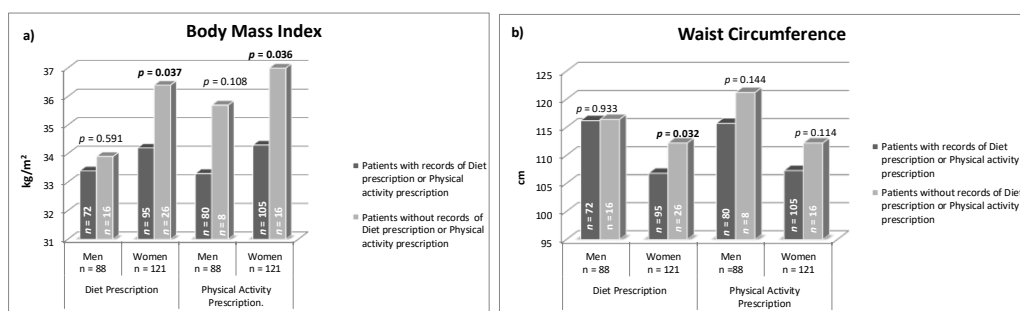 a)
Body Mass Index
kg/m²
37
36
35
34
33
32
31
p = 0.591
p = 0.037
p = 0.108
p = 0.036
n = 72
n = 16
n = 95
n = 26
n = 80
n = 8
n = 105
n = 16
Men
n = 88
Women
n = 121
Men
n = 88
Women
n = 121
Diet Prescription
Physical Activity
Prescription.
Patients with records of Diet
prescription or Physical
activity prescription
Patients without records of
Diet prescription or Physical
activity prescription
b)
Waist Circumference
cm
125
120
115
110
105
100
95
p = 0.933
p = 0.032
p = 0.144
p = 0.114
n = 72
n = 16
n = 95
n = 26
n = 80
n = 8
n = 105
n = 16
Men
n = 88
Women
n = 121
Men
n =88
Women
n = 121
Diet Prescription
Physical Activity
Prescription
Patients with records of Diet
prescription or Physical activity
prescription
Patients without records of Diet
prescription or Physical activity
prescription